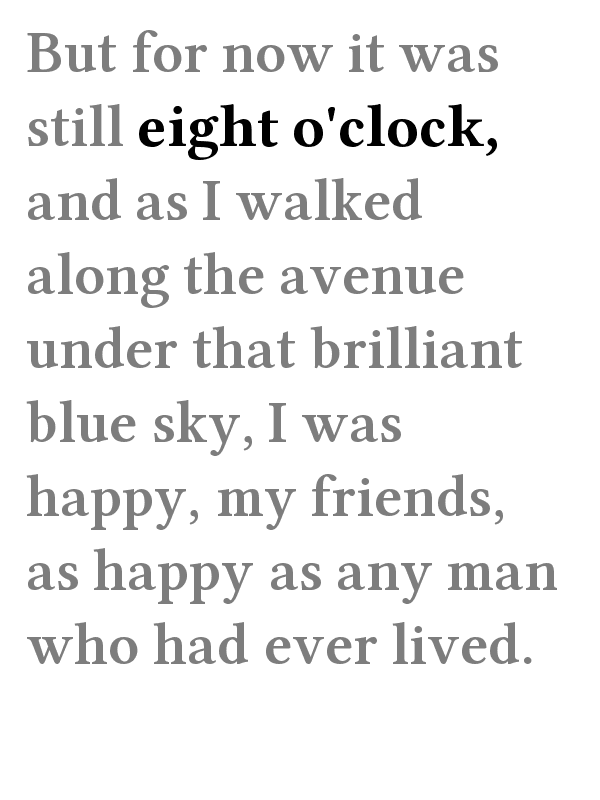 But for now it was
still eight o'clock,
and as I walked
along the avenue
under that brilliant
blue sky, I was
happy, my friends,
as happy as any man
who had ever lived.